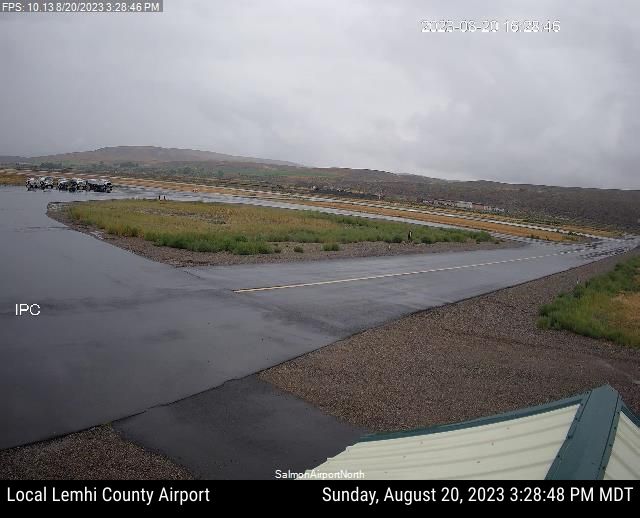 FPS: 10.13 8/20/2023 3:28:46 PM
IPC
SalmonAirportNorth
Local Lemhi County Airport Sunday, August 20, 2023 3:28:48 PM MDT